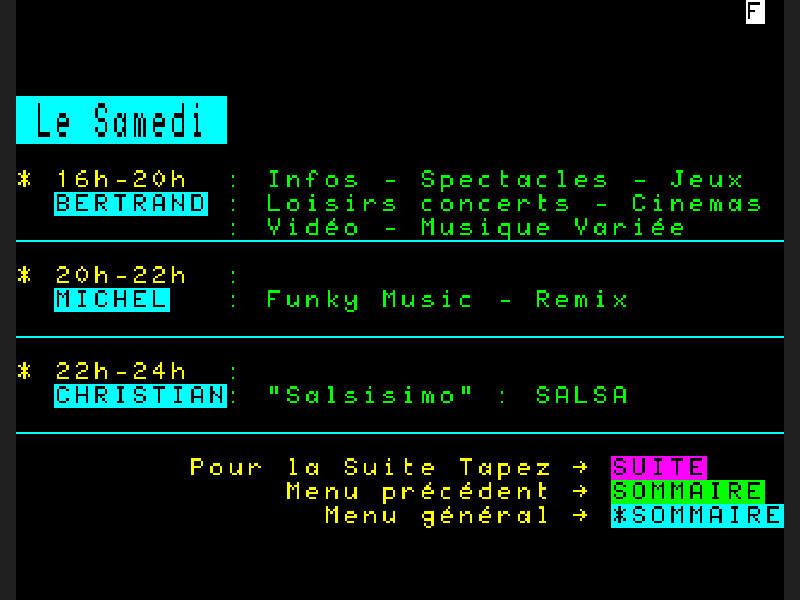 F
Le Samedi
* 16h-20h : Infos - Spectacles - Jeux
BERTRAND : Loisirs concerts - Cinemas
: Vidéo - Musique Variée
* 20h-22h :
MICHEL : Funky Music - Remix
* 22h-24h :
CHRISTIAN: "Salsisimo" : SALSA
Pour la Suite Tapez → SUITE
Menu précédent → SOMMAIRE
Menu général → *SOMMAIRE